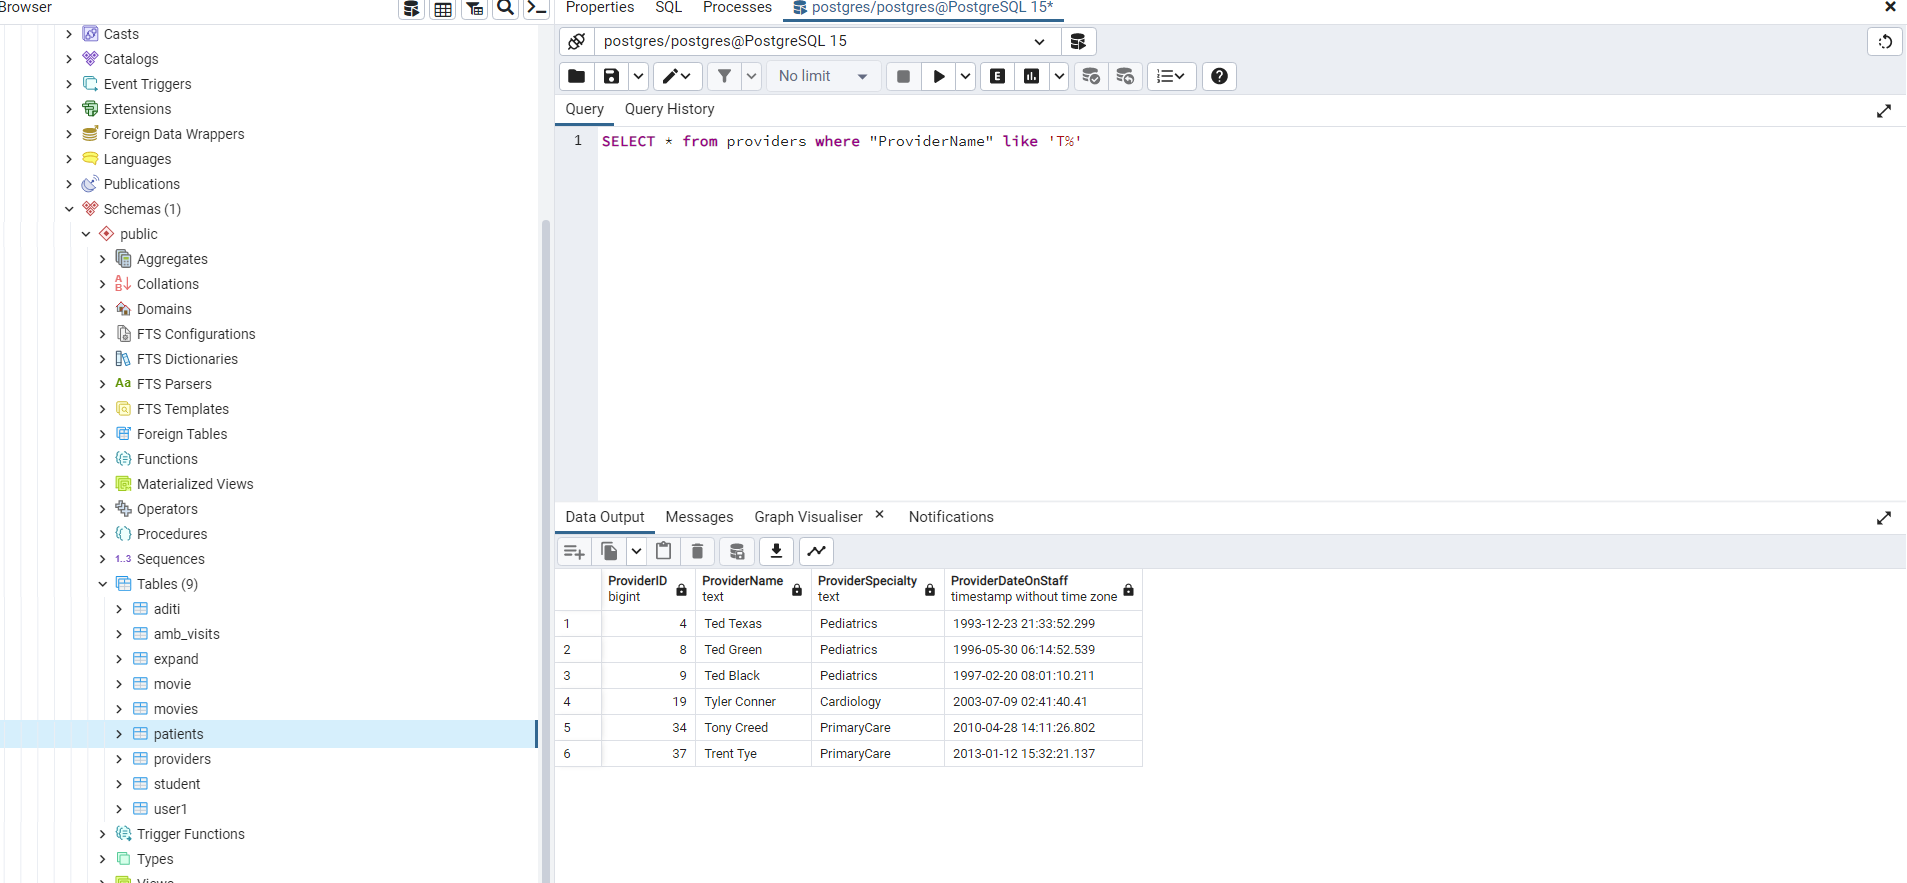 Browser
Casts
Catalogs
Event Triggers
Extensions
Foreign Data Wrappers
Languages
Publications
Schemas (1)
public
Aggregates
Collations
Domains
FTS Configurations
FTS Dictionaries
Aa FTS Parsers
FTS Templates
Foreign Tables
Functions
Materialized Views
Operators
Procedures
1..3 Sequences
Tables (9)
aditi
amb_visits
expand
movie
movies
patients
providers
student
user1
Trigger Functions
Types
Views
Properties SQL Processes postgres/postgres@PostgreSQL 15*
postgres/postgres@PostgreSQL 15
No limit E
Query Query History
1 SELECT * from providers where "ProviderName" like 'T%'
Data Output Messages Graph Visualiser Notifications
ProviderID ProviderName ProviderSpecialty ProviderDateOnStaff
bigint text text timestamp without time zone
1 4 Ted Texas Pediatrics 1993-12-23 21:33:52.299
2 8 Ted Green Pediatrics 1996-05-30 06:14:52.539
3 9 Ted Black Pediatrics 1997-02-20 08:01:10.211
4 19 Tyler Conner Cardiology 2003-07-09 02:41:40.41
5 34 Tony Creed PrimaryCare 2010-04-28 14:11:26.802
6 37 Trent Tye PrimaryCare 2013-01-12 15:32:21.137